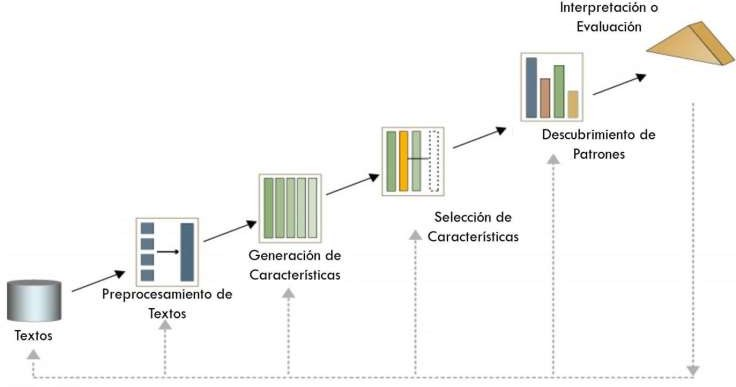 Interpretación o
Evaluación
Descubrimiento de
Patrones
Selección de
Características
Generación de
Características
Preprocesamiento de
Textos
Textos